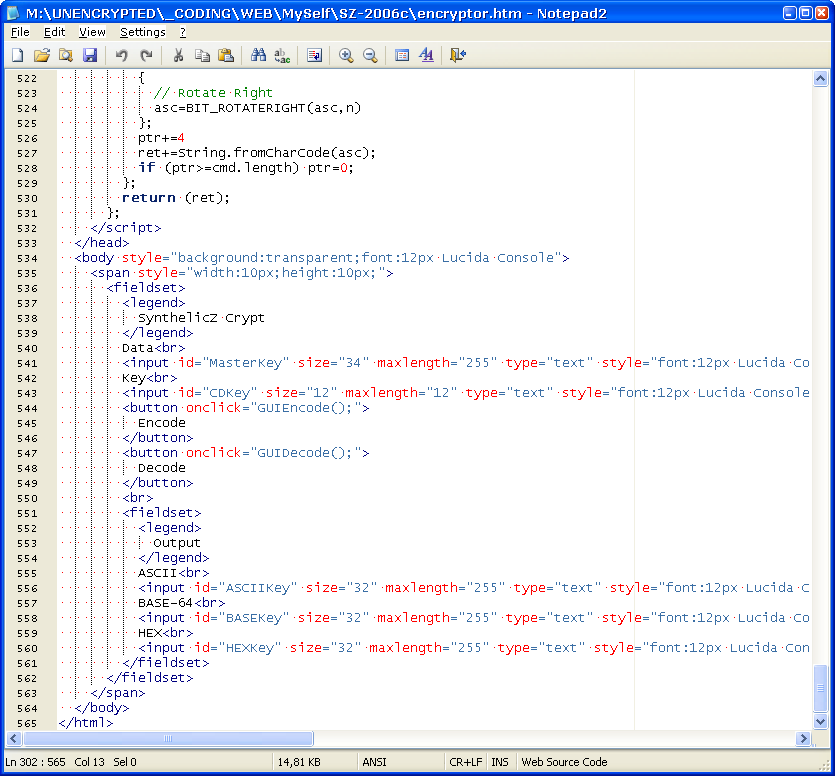 M:\UNENCRYPTED\_CODING\WEB\MySelf\SZ-2006c\encryptor.htm - Notepad2
File Edit View Settings ?
522 {
523 // Rotate Right
524 asc=BIT_ROTATERIGHT(asc,n)
525 };
526 ptr+=4
527 ret+=String.fromCharCode(asc);
528 if (ptr>=cmd.length) ptr=0;
529 };
530 return (ret);
531 };
532 </script>
533 </head>
534 <body style="background:transparent;font:12px Lucida Console">
535 <span style="width:10px;height:10px;">
536 <fieldset>
537 <legend>
538 SynthelicZ Crypt
539 </legend>
540 Data<br>
541 <input id="MasterKey" size="34" maxlength="255" type="text" style="font:12px Lucida Co
542 Key<br>
543 <input id="CDKey" size="12" maxlength="12" type="text" style="font:12px Lucida Console
544 <button onclick="GUIEncode();">
545 Encode
546 </button>
547 <button onclick="GUIDecode();">
548 Decode
549 </button>
550 <br>
551 <fieldset>
552 <legend>
553 Output
554 </legend>
555 ASCII<br>
556 <input id="ASCIIKey" size="32" maxlength="255" type="text" style="font:12px Lucida C
557 BASE-64<br>
558 <input id="BASEKey" size="32" maxlength="255" type="text" style="font:12px Lucida Co
559 HEX<br>
560 <input id="HEXKey" size="32" maxlength="255" type="text" style="font:12px Lucida Con
561 </fieldset>
562 </fieldset>
563 </span>
564 </body>
565 </html>
Ln 302 : 565 Col 13 Sel 0 14,81 KB ANSI CR+LF INS Web Source Code